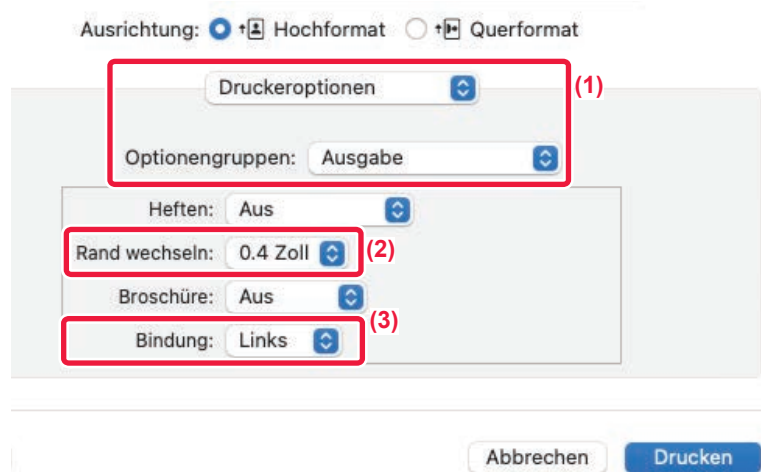 Ausrichtung: Hochformat Querformat
Druckeroptionen (1)
Optionengruppen: Ausgabe
Heften: Aus
Rand wechseln: 0.4 Zoll (2)
Broschüre: Aus
(3)
Bindung: Links
Abbrechen Drucken